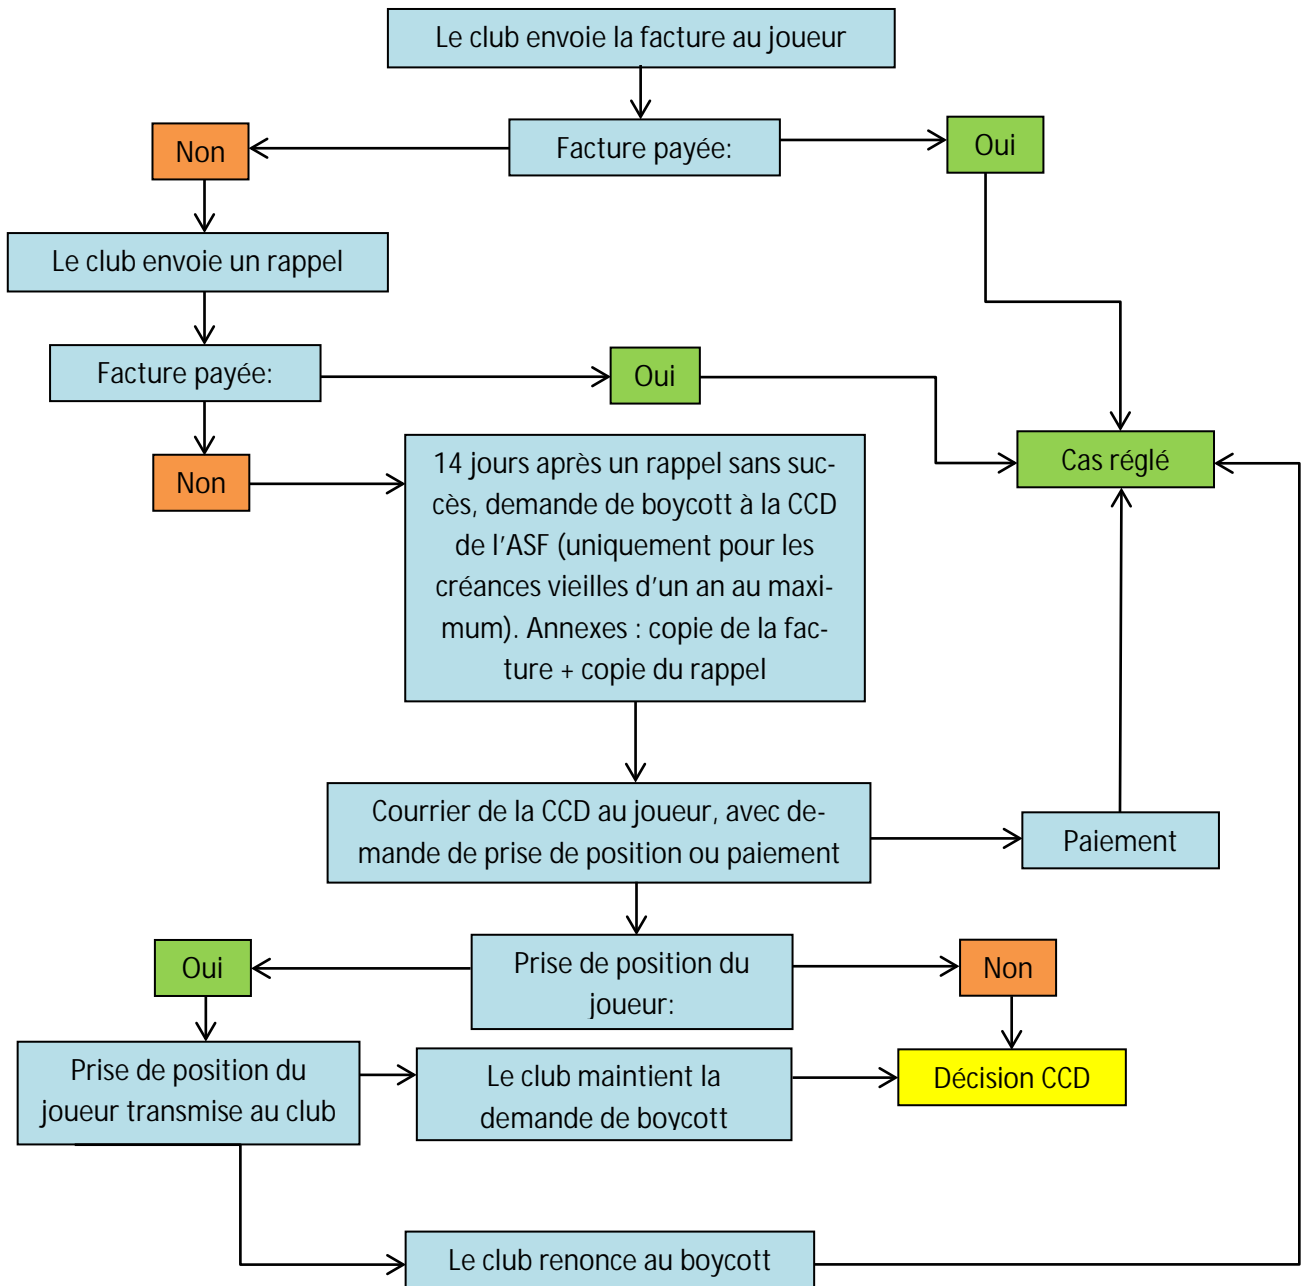 Le club envoie la facture au joueur
Non
Facture payée:
Oui
Le club envoie un rappel
Facture payée:
Oui
Non
14 jours après un rappel sans suc-
cès, demande de boycott à la CCD
de l’ASF (uniquement pour les
créances vieilles d’un an au maxi-
mum). Annexes : copie de la fac-
ture + copie du rappel
Cas réglé
Courrier de la CCD au joueur, avec de-
mande de prise de position ou paiement
Paiement
Oui
Prise de position du
joueur:
Non
Prise de position du
joueur transmise au club
Le club maintient la
demande de boycott
Décision CCD
Le club renonce au boycott